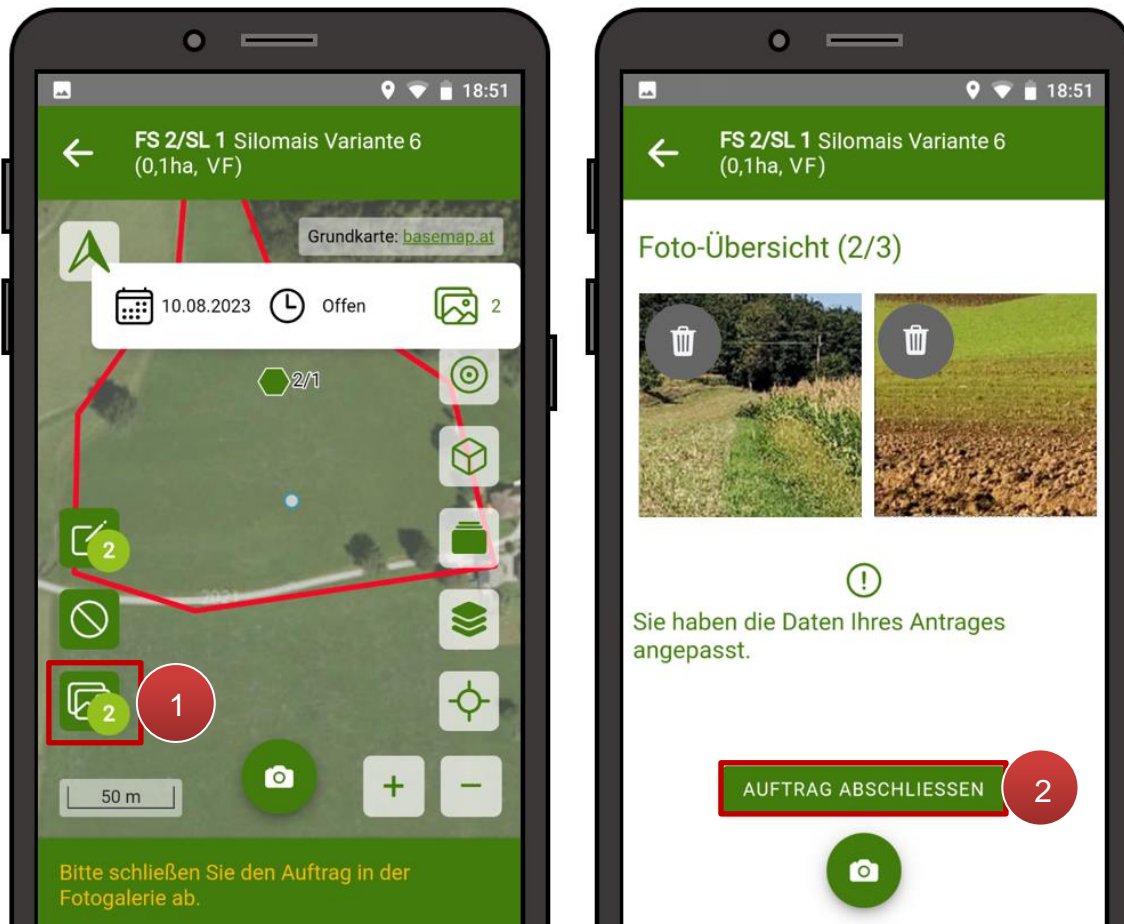 18:51
FS 2/SL 1 Silomais Variante 6
(0,1ha, VF)
Grundkarte: basemap.at
10.08.2023 Offen 2
2/1
2
2021
2
1
50 m
+ −
Bitte schließen Sie den Auftrag in der
Fotogalerie ab.
18:51
FS 2/SL 1 Silomais Variante 6
(0,1ha, VF)
Foto-Übersicht (2/3)
Sie haben die Daten Ihres Antrages
angepasst.
AUFTRAG ABSCHLIESSEN
2